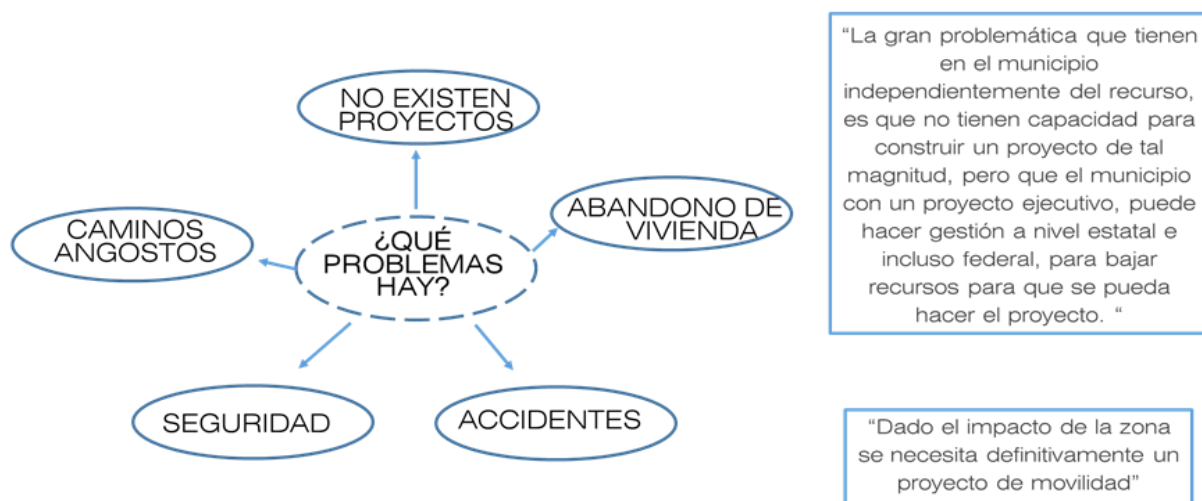 NO EXISTEN
PROYECTOS
CAMINOS
ANGOSTOS
¿QUÉ
PROBLEMAS
HAY?
ABANDONO DE
VIVIENDA
SEGURIDAD
ACCIDENTES
“La gran problemática que tienen
en el municipio
independientemente del recurso,
es que no tienen capacidad para
construir un proyecto de tal
magnitud, pero que el municipio
con un proyecto ejecutivo, puede
hacer gestión a nivel estatal e
incluso federal, para bajar
recursos para que se pueda
hacer el proyecto. “
“Dado el impacto de la zona
se necesita definitivamente un
proyecto de movilidad”